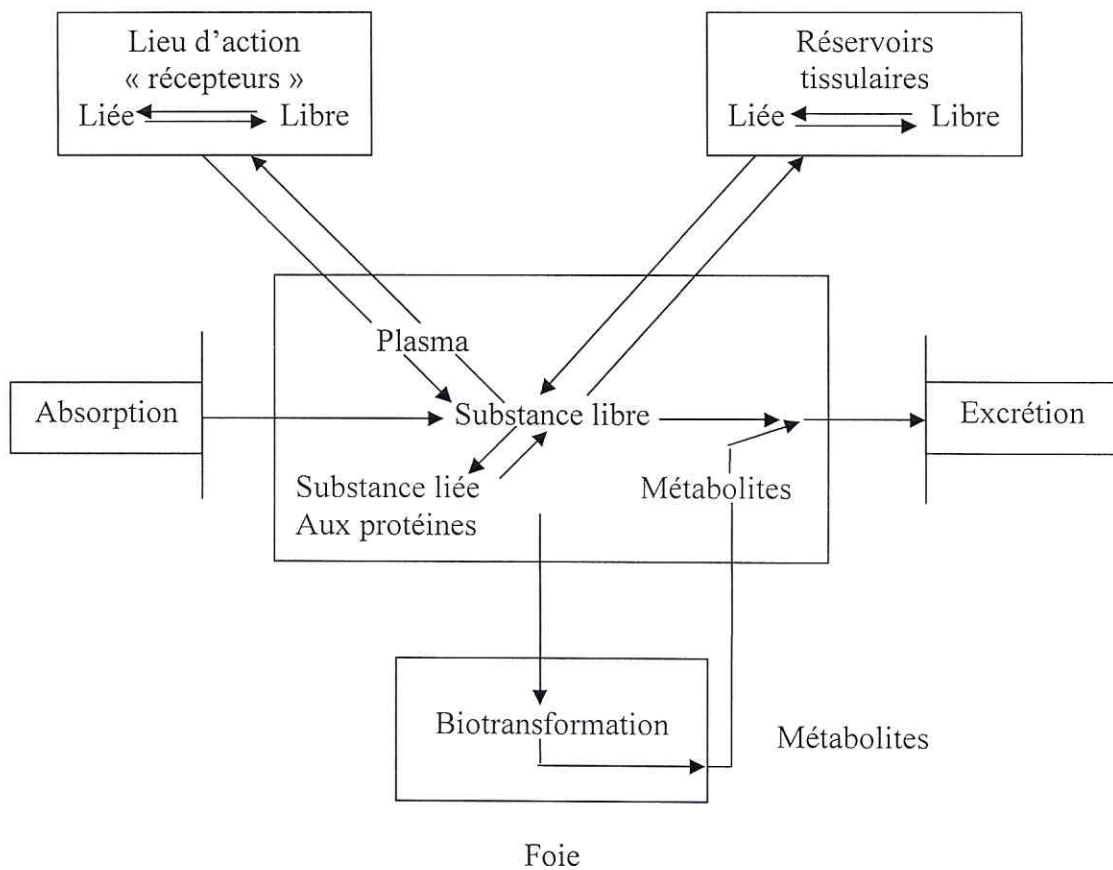 Lieu d’action
« récepteurs »
Liée Libre
Réservoirs
tissulaires
Liée Libre
Plasma
Absorption
Substance libre
Excrétion
Substance liée
Aux protéines
Métabolites
Biotransformation
Métabolites
Foie